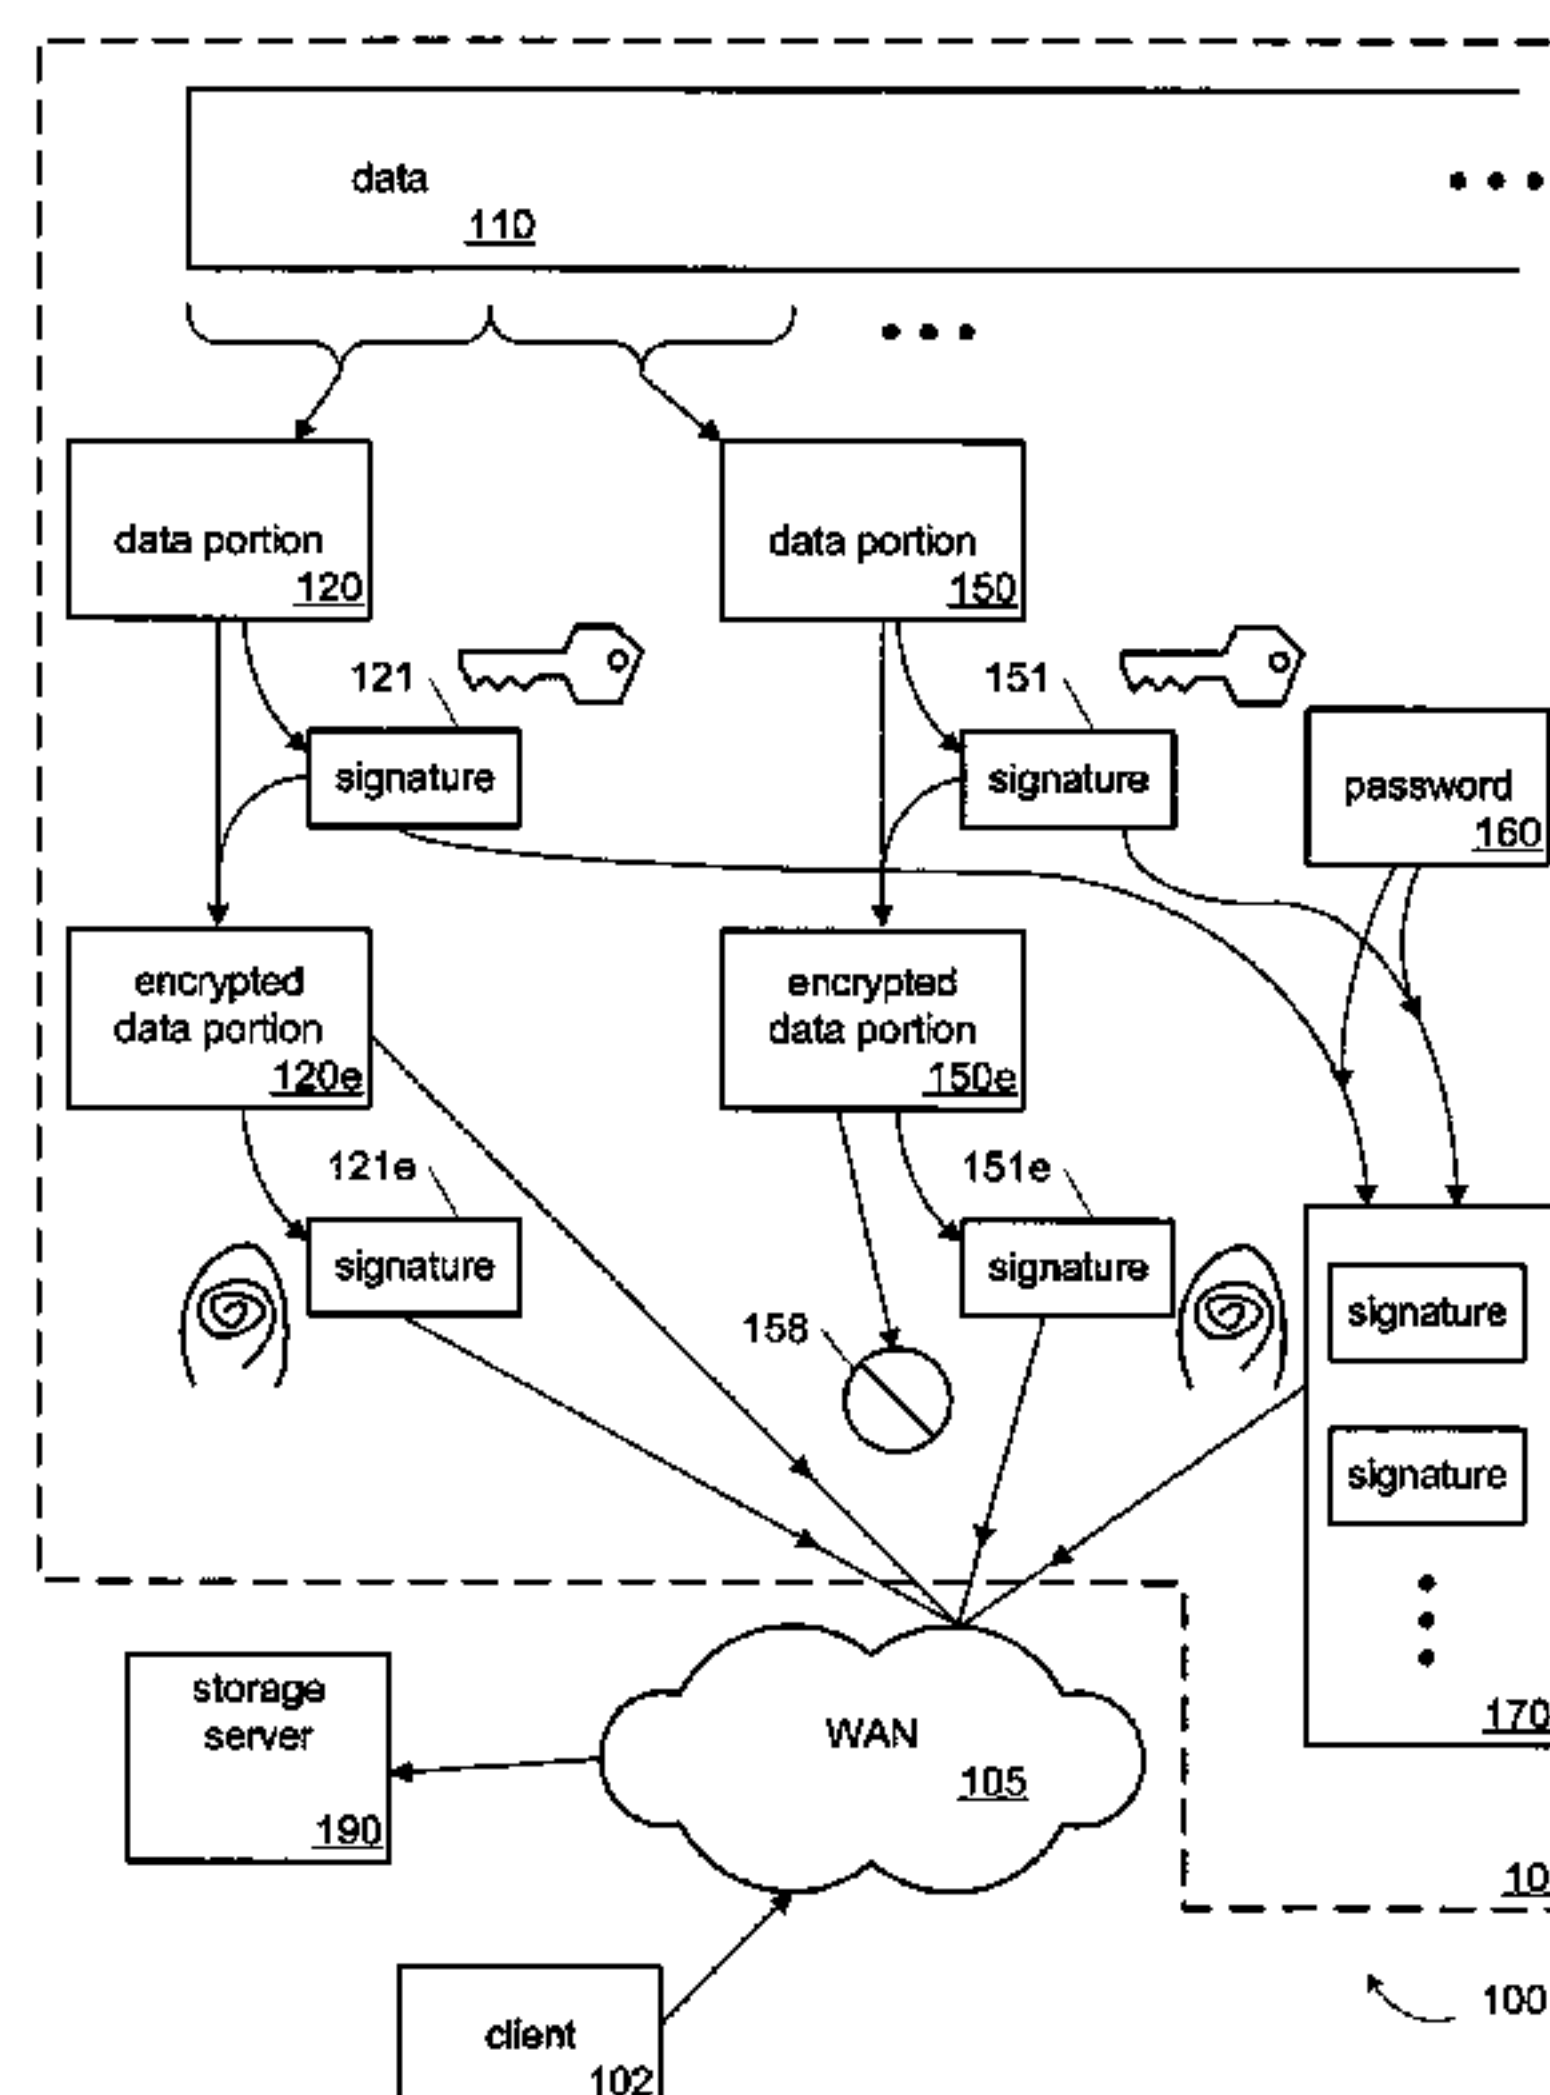 data
110
data portion
120
data portion
150
121
151
signature
signature
password
160
encrypted
data portion
120e
encrypted
data portion
150e
121e
151e
signature
signature
158
signature
signature
170
storage
server
190
WAN
105
10
100
client
102